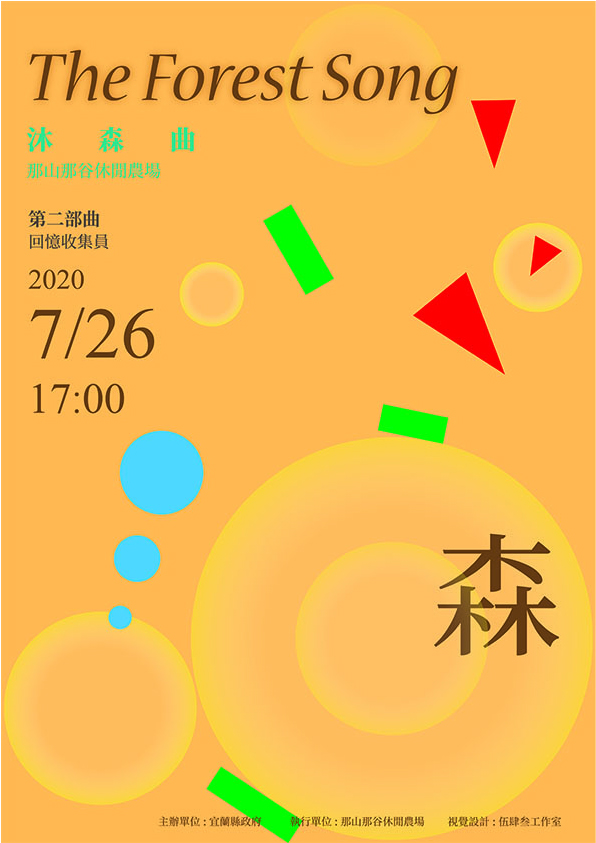 The Forest Song
沐森曲
那山那谷休閒農場
第二部曲
回憶收集員
2020
7/26
17:00
森
主辦單位：宜蘭縣政府 執行單位：那山那谷休閒農場 視覺設計：伍肆叁工作室